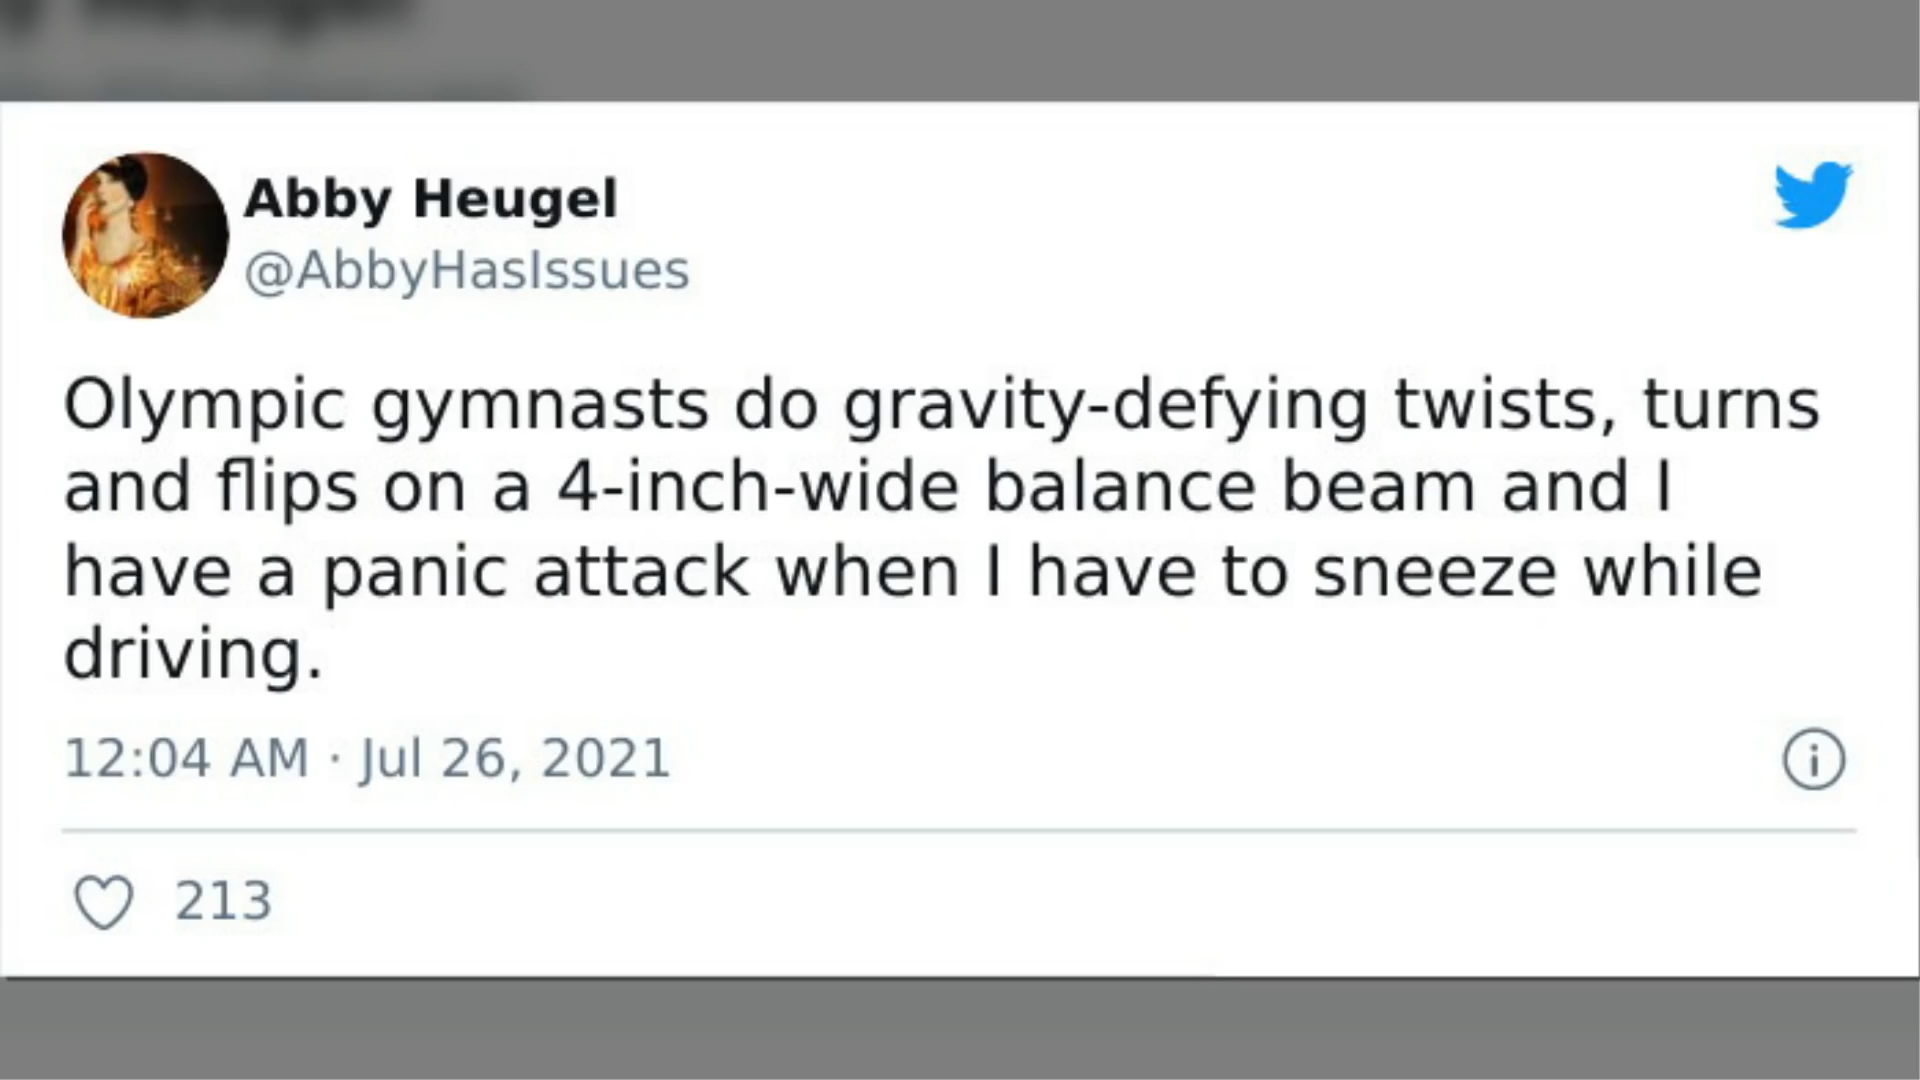 Abby Heugel
@AbbyHasIssues
Olympic gymnasts do gravity-defying twists, turns
and flips on a 4-inch-wide balance beam and I
have a panic attack when I have to sneeze while
driving.
12:04 AM · Jul 26, 2021
213